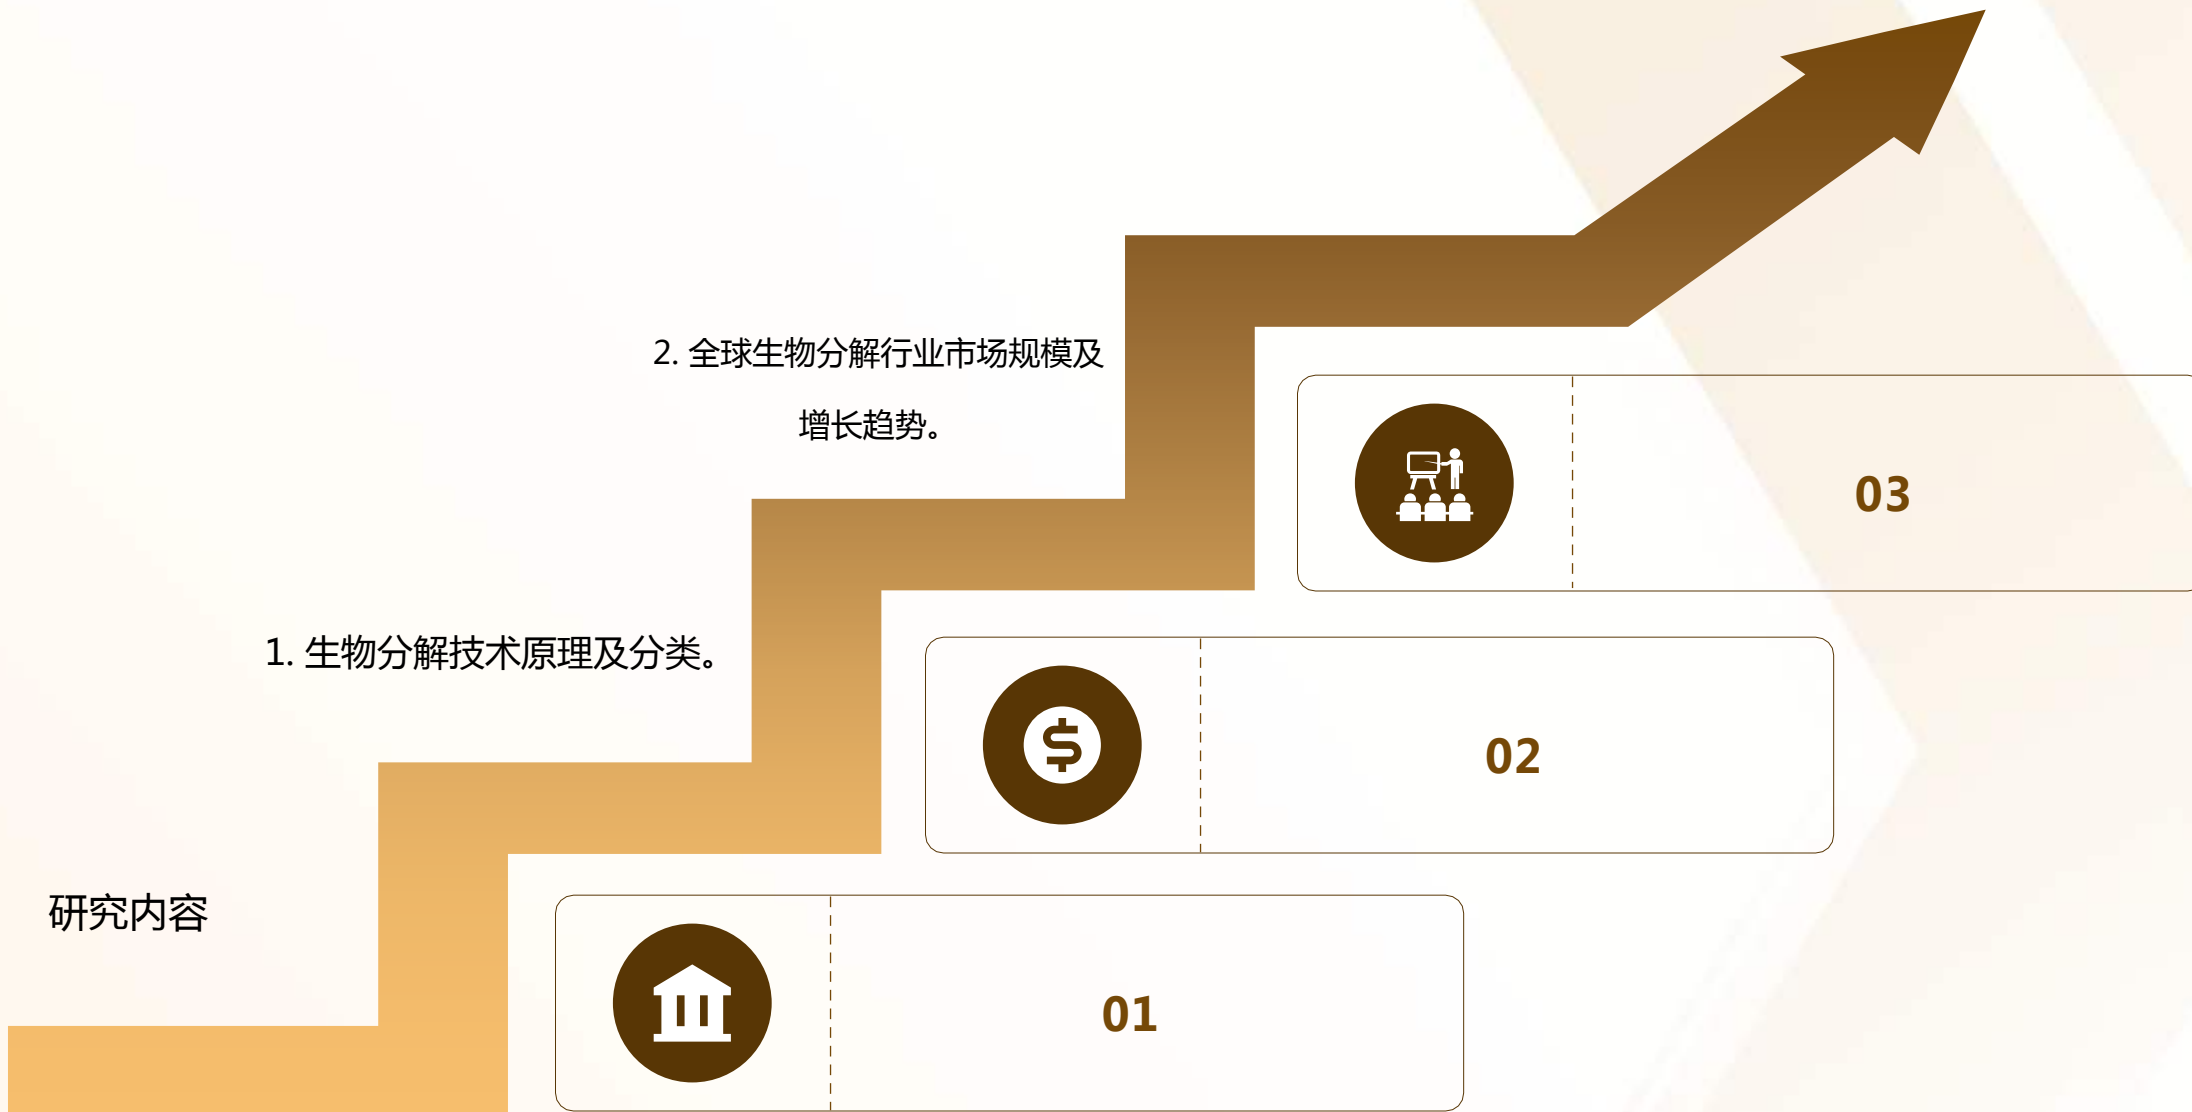 2. 全球生物分解行业市场规模及
增长趋势。
03
1. 生物分解技术原理及分类。
02
研究内容
01